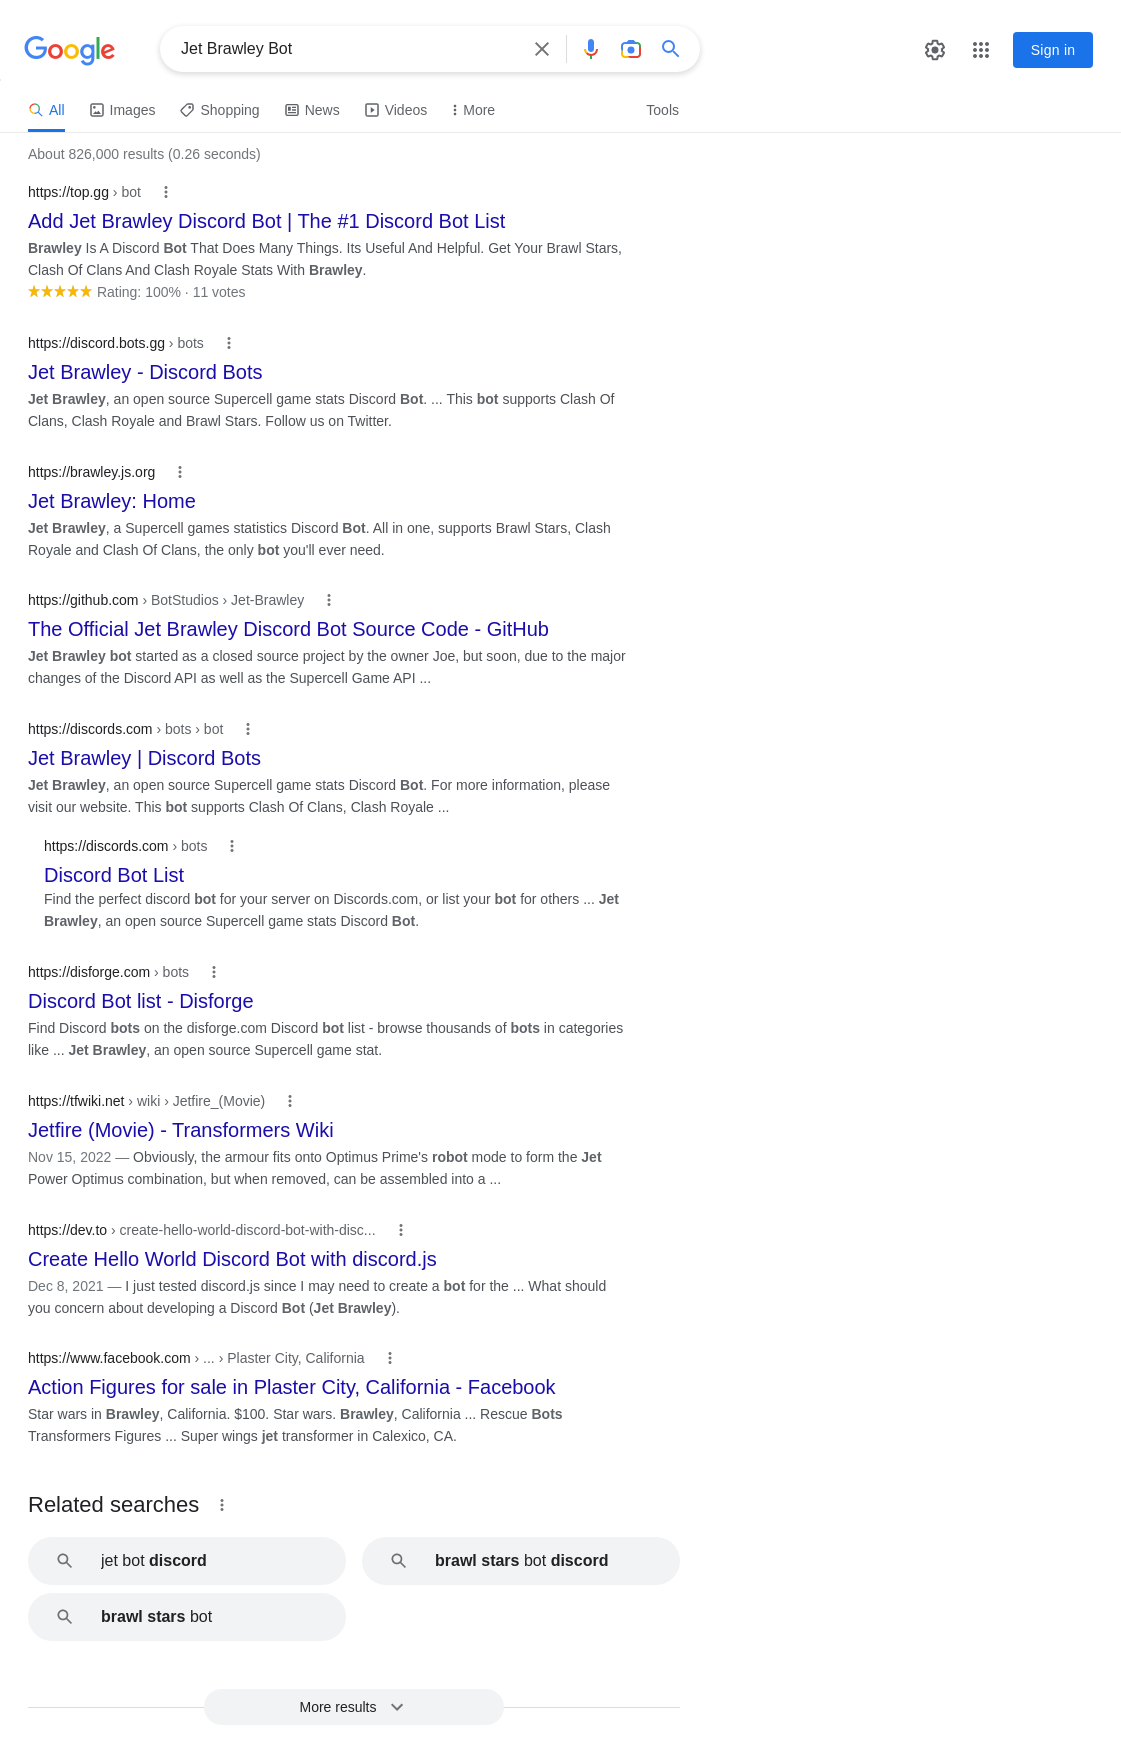 Google
Jet Brawley Bot
Sign in
All Images Shopping News Videos More Tools
About 826,000 results (0.26 seconds)
https://top.gg › bot
Add Jet Brawley Discord Bot | The #1 Discord Bot List
Brawley Is A Discord Bot That Does Many Things. Its Useful And Helpful. Get Your Brawl Stars,
Clash Of Clans And Clash Royale Stats With Brawley.
Rating: 100% · 11 votes
https://discord.bots.gg › bots
Jet Brawley - Discord Bots
Jet Brawley, an open source Supercell game stats Discord Bot. ... This bot supports Clash Of
Clans, Clash Royale and Brawl Stars. Follow us on Twitter.
https://brawley.js.org
Jet Brawley: Home
Jet Brawley, a Supercell games statistics Discord Bot. All in one, supports Brawl Stars, Clash
Royale and Clash Of Clans, the only bot you'll ever need.
https://github.com › BotStudios › Jet-Brawley
The Official Jet Brawley Discord Bot Source Code - GitHub
Jet Brawley bot started as a closed source project by the owner Joe, but soon, due to the major
changes of the Discord API as well as the Supercell Game API ...
https://discords.com › bots › bot
Jet Brawley | Discord Bots
Jet Brawley, an open source Supercell game stats Discord Bot. For more information, please
visit our website. This bot supports Clash Of Clans, Clash Royale ...
https://discords.com › bots
Discord Bot List
Find the perfect discord bot for your server on Discords.com, or list your bot for others ... Jet
Brawley, an open source Supercell game stats Discord Bot.
https://disforge.com › bots
Discord Bot list - Disforge
Find Discord bots on the disforge.com Discord bot list - browse thousands of bots in categories
like ... Jet Brawley, an open source Supercell game stat.
https://tfwiki.net › wiki › Jetfire_(Movie)
Jetfire (Movie) - Transformers Wiki
Nov 15, 2022 — Obviously, the armour fits onto Optimus Prime's robot mode to form the Jet
Power Optimus combination, but when removed, can be assembled into a ...
https://dev.to › create-hello-world-discord-bot-with-disc...
Create Hello World Discord Bot with discord.js
Dec 8, 2021 — I just tested discord.js since I may need to create a bot for the ... What should
you concern about developing a Discord Bot (Jet Brawley).
https://www.facebook.com › ... › Plaster City, California
Action Figures for sale in Plaster City, California - Facebook
Star wars in Brawley, California. $100. Star wars. Brawley, California ... Rescue Bots
Transformers Figures ... Super wings jet transformer in Calexico, CA.
Related searches
jet bot discord
brawl stars bot discord
brawl stars bot
More results